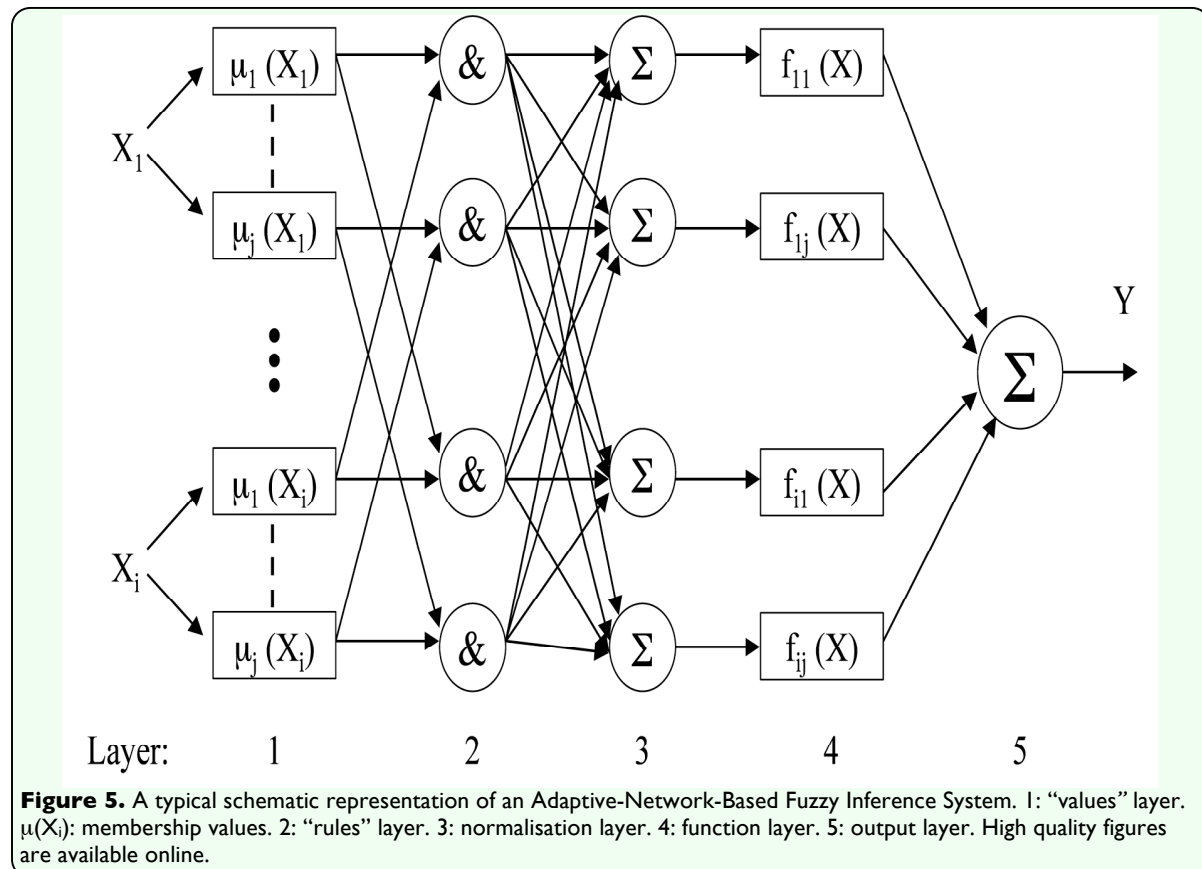 μ₁ (X₁) & Σ f₁₁ (X)
X₁
μⱼ (X₁) & Σ f₁ⱼ (X)
Y
Σ
μ₁ (Xᵢ) & Σ fᵢ₁ (X)
Xᵢ
μⱼ (Xᵢ) & Σ fᵢⱼ (X)
Layer: 1 2 3 4 5
Figure 5. A typical schematic representation of an Adaptive-Network-Based Fuzzy Inference System. 1: “values” layer.
μ(Xᵢ): membership values. 2: “rules” layer. 3: normalisation layer. 4: function layer. 5: output layer. High quality figures
are available online.